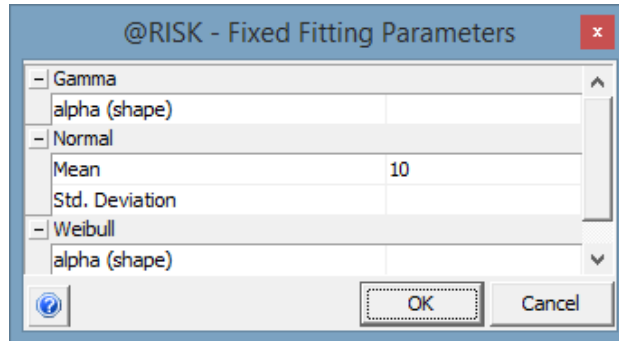 @RISK - Fixed Fitting Parameters
Gamma
alpha (shape)
Normal
Mean 10
Std. Deviation
Weibull
alpha (shape)
OK Cancel